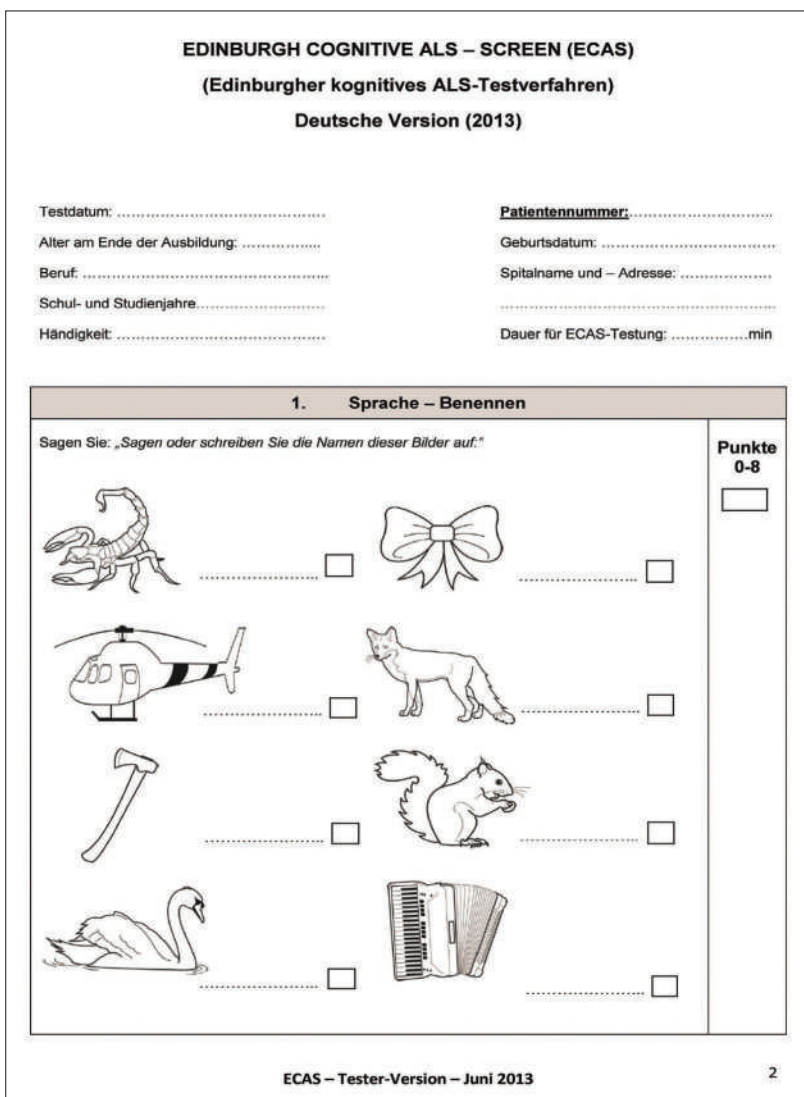 EDINBURGH COGNITIVE ALS – SCREEN (ECAS)
(Edinburgher kognitives ALS-Testverfahren)
Deutsche Version (2013)
Testdatum: ..........................................
Alter am Ende der Ausbildung: ................
Beruf: ..................................................
Schul- und Studienjahre..........................
Händigkeit: ..........................................
Patientennummer:.............................
Geburtsdatum: ....................................
Spitalname und – Adresse: ...................
........................................................
Dauer für ECAS-Testung: ................min
1. Sprache – Benennen
Sagen Sie: „Sagen oder schreiben Sie die Namen dieser Bilder auf:“
Punkte
0-8
ECAS – Tester-Version – Juni 2013
2